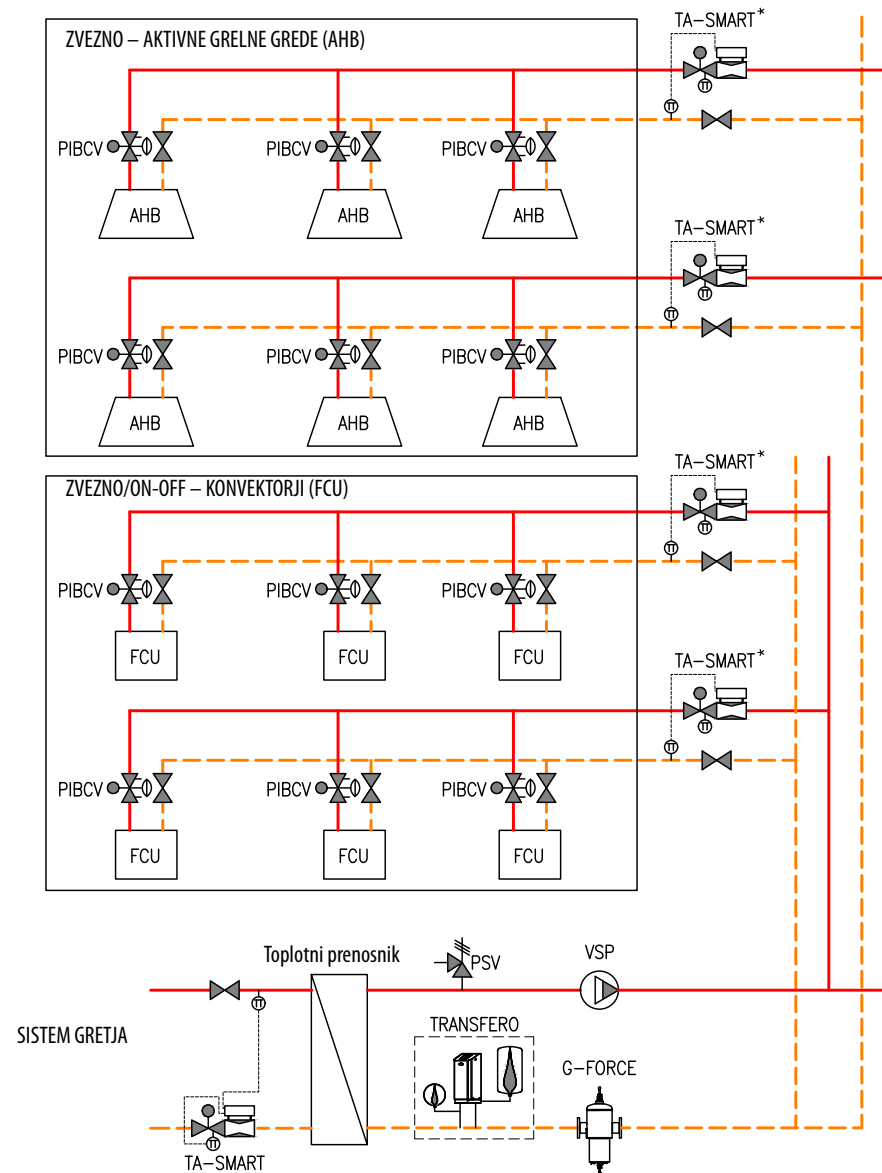 TA-SMART*
ZVEZNO – AKTIVNE GRELNE GREDE (AHB)
PIBCV PIBCV PIBCV
AHB AHB AHB
TA-SMART*
PIBCV PIBCV PIBCV
AHB AHB AHB
TA-SMART*
ZVEZNO/ON-OFF – KONVEKTORJI (FCU)
PIBCV PIBCV PIBCV
FCU FCU FCU
TA-SMART*
PIBCV PIBCV PIBCV
FCU FCU FCU
Toplotni prenosnik
PSV
VSP
SISTEM GRETJA
TRANSFERO
G-FORCE
TA-SMART